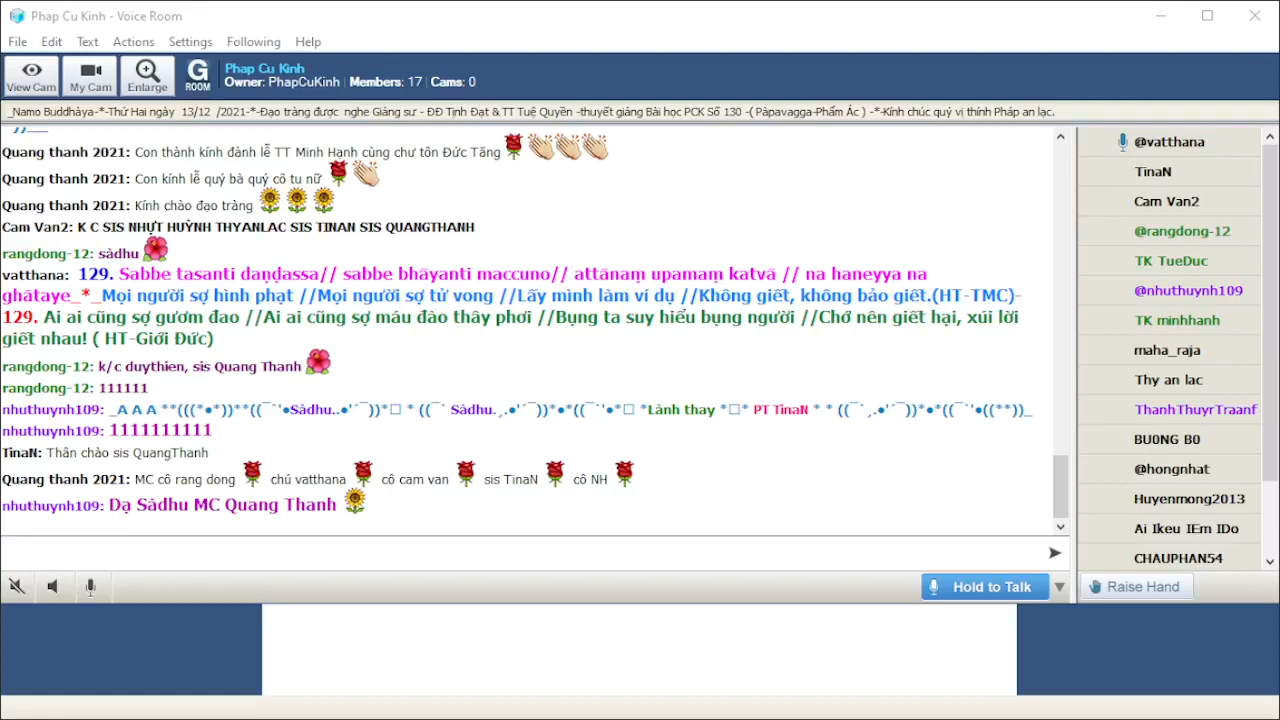 Phap Cu Kinh - Voice Room
File Edit Text Actions Settings Following Help
View Cam My Cam Enlarge G ROOM
Phap Cu Kinh
Owner: PhapCuKinh | Members: 17 | Cams: 0
_Namo Buddhàya-*-Thứ Hai ngày 13/12 /2021-*-Đạo tràng được nghe Giảng sư - ĐĐ Tịnh Đạt & TT Tuệ Quyền -thuyết giảng Bài học PCK Số 130 -( Pàpavagga-Phẩm Ác ) -*-Kính chúc quý vị thính Pháp an lạc.
Quang thanh 2021: Con thành kính đảnh lễ TT Minh Hạnh cùng chư tôn Đức Tăng
Quang thanh 2021: Con kính lễ quý bà quý cô tu nữ
Quang thanh 2021: Kính chào đạo tràng
Cam Van2: K C SIS NHỰT HUỲNH THYANLAC SIS TINAN SIS QUANGTHANH
rangdong-12: sàdhu
vatthana: 129. Sabbe tasanti daṇḍassa// sabbe bhāyanti maccuno// attānaṃ upamaṃ katvā // na haneyya na
ghātaye_*_Mọi người sợ hình phạt //Mọi người sợ tử vong //Lấy mình làm ví dụ //Không giết, không bảo giết.(HT-TMC)-
129. Ai ai cũng sợ gươm đao //Ai ai cũng sợ máu đào thây phơi //Bụng ta suy hiểu bụng người //Chớ nên giết hại, xúi lời
giết nhau! ( HT-Giới Đức)
rangdong-12: k/c duythien, sis Quang Thanh
rangdong-12: 111111
nhuthuynh109: _A A A **(((*●*))**((¯`'●Sàdhu..●'´¯))*□ * ((¯` Sàdhu.¸.●'´¯))*●*((¯`'●*□ *Lành thay *□* PT TinaN * * ((¯`¸.●'´¯))*●*((¯`'●((**))_
nhuthuynh109: 1111111111
TinaN: Thân chào sis QuangThanh
Quang thanh 2021: MC cô rang dong chú vatthana cô cam van sis TinaN cô NH
nhuthuynh109: Dạ Sàdhu MC Quang Thanh
Hold to Talk
@vatthana
TinaN
Cam Van2
@rangdong-12
TK TueDuc
@nhuthuynh109
TK minhhanh
maha_raja
Thy an lac
ThanhThuyrTraanf
BU0NG B0
@hongnhat
Huyenmong2013
Ai Ikeu IEm IDo
CHAUPHAN54
Raise Hand